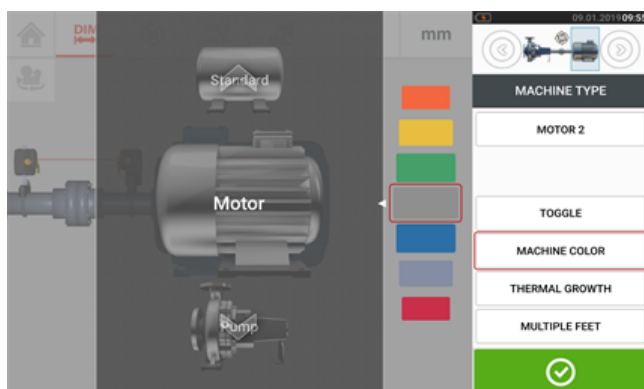 DIM
mm
09.01.2019 09:55
MACHINE TYPE
MOTOR 2
Standard
Motor
TOGGLE
MACHINE COLOR
THERMAL GROWTH
Pump
MULTIPLE FEET